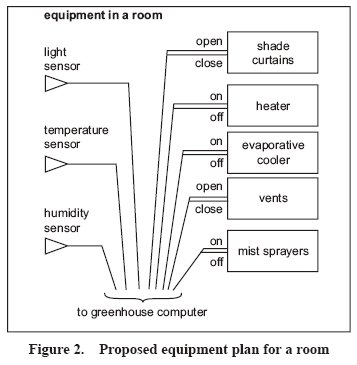 equipment in a room
light
sensor
temperature
sensor
humidity
sensor
open
close
shade
curtains
on
off
heater
on
off
evaporative
cooler
open
close
vents
on
off
mist sprayers
to greenhouse computer
Figure 2. Proposed equipment plan for a room